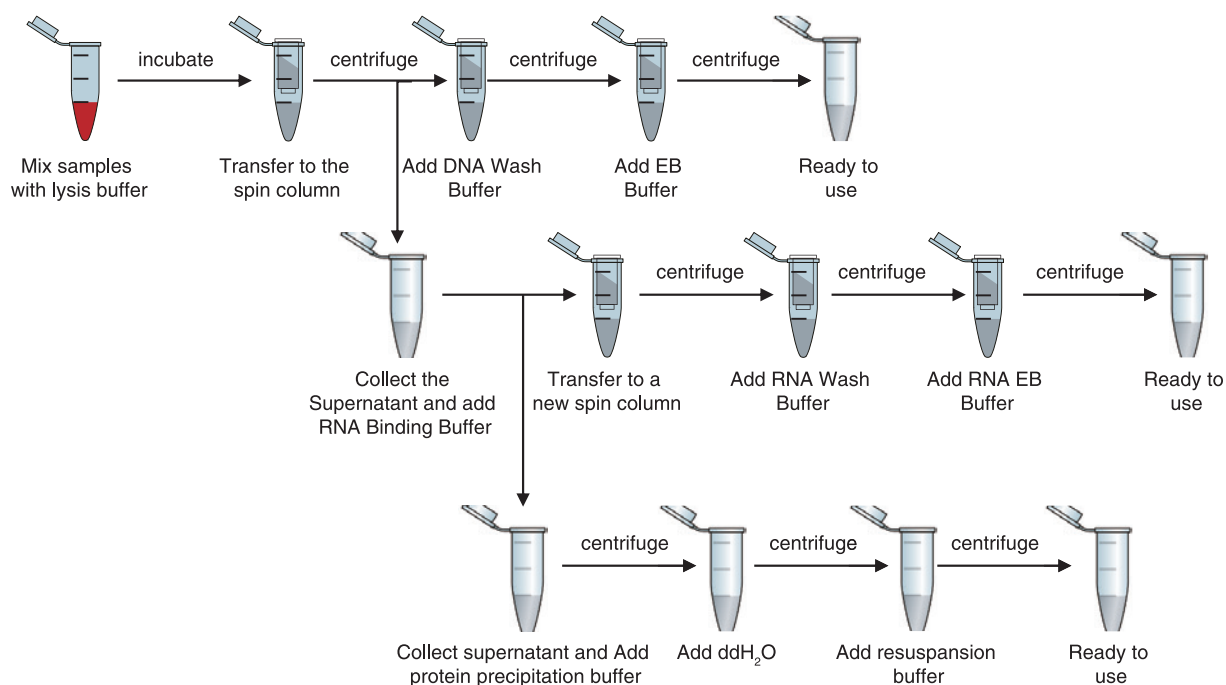 incubate
centrifuge
centrifuge
centrifuge
Mix samples
with lysis buffer
Transfer to the
spin column
Add DNA Wash
Buffer
Add EB
Buffer
Ready to
use
centrifuge
centrifuge
centrifuge
Collect the
Supernatant and add
RNA Binding Buffer
Transfer to a
new spin column
Add RNA Wash
Buffer
Add RNA EB
Buffer
Ready to
use
centrifuge
centrifuge
centrifuge
Collect supernatant and Add
protein precipitation buffer
Add ddH₂O
Add resuspansion
buffer
Ready to
use